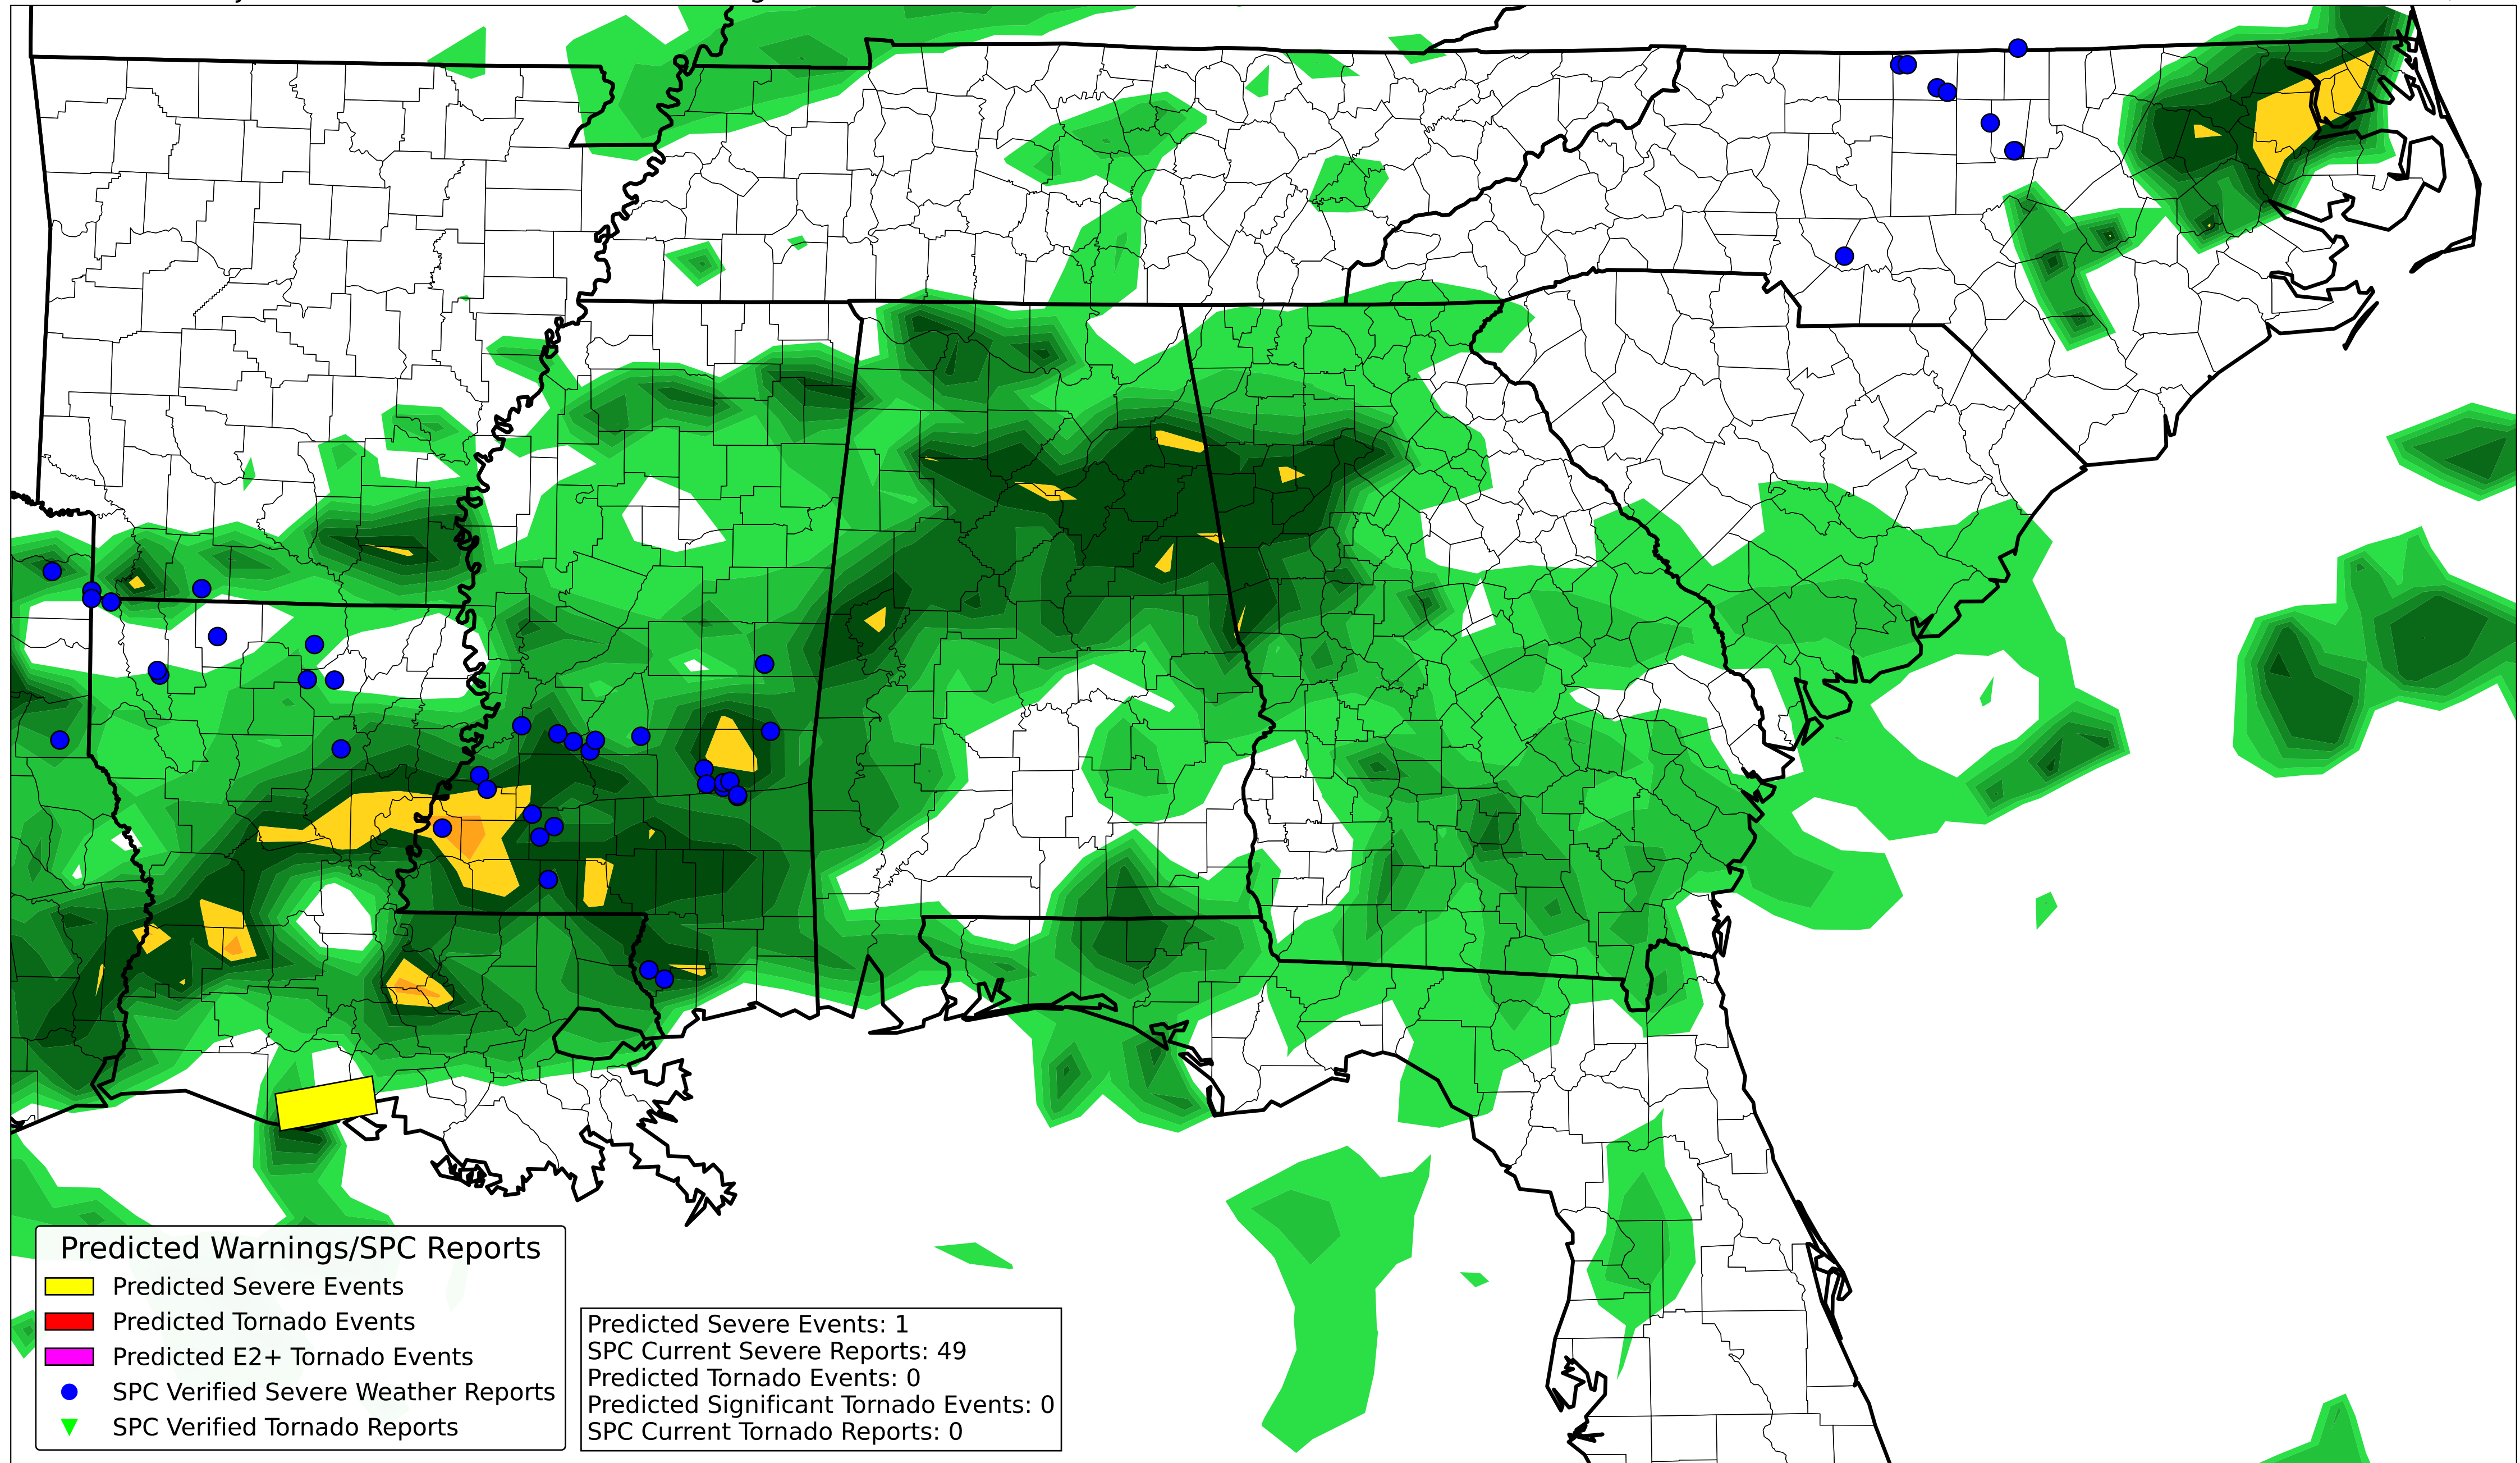 Predicted Warnings/SPC Reports
Predicted Severe Events
Predicted Tornado Events
Predicted E2+ Tornado Events
SPC Verified Severe Weather Reports
SPC Verified Tornado Reports
Predicted Severe Events: 1
SPC Current Severe Reports: 49
Predicted Tornado Events: 0
Predicted Significant Tornado Events: 0
SPC Current Tornado Reports: 0